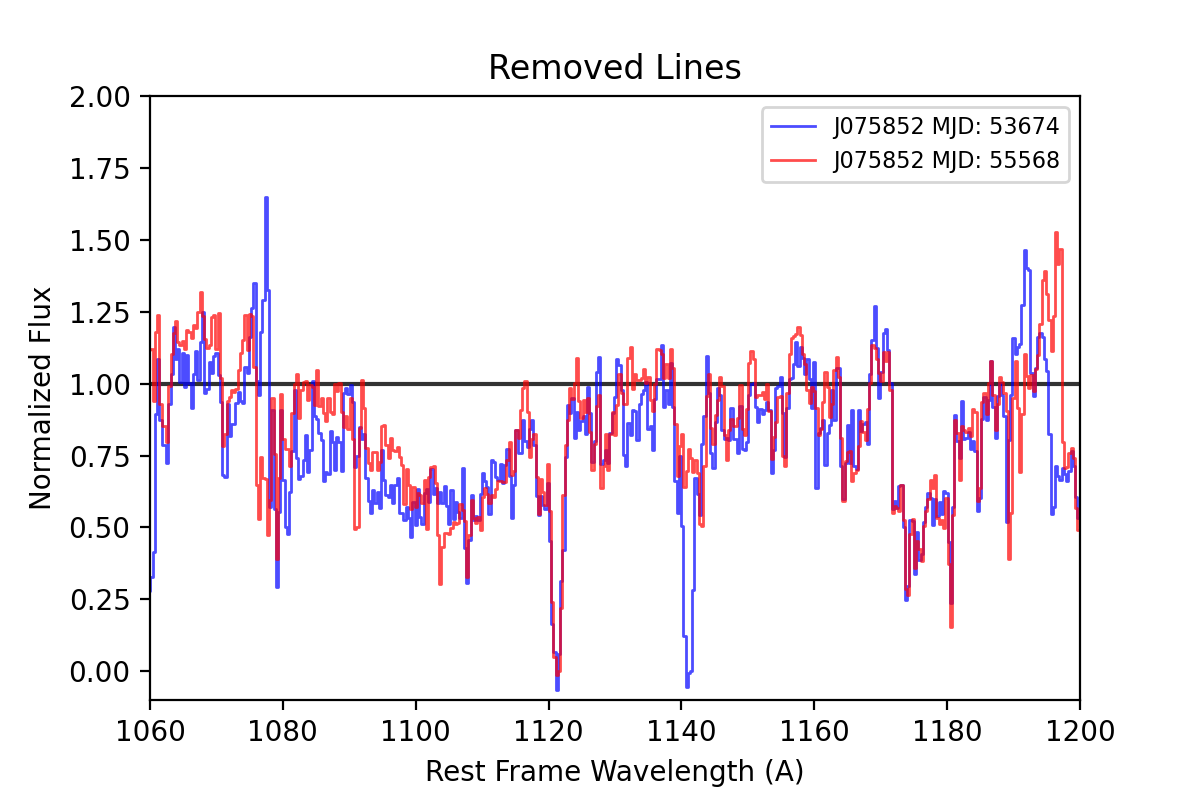 Removed Lines
J075852 MJD: 53674
J075852 MJD: 55568
Normalized Flux
2.00
1.75
1.50
1.25
1.00
0.75
0.50
0.25
0.00
1060 1080 1100 1120 1140 1160 1180 1200
Rest Frame Wavelength (A)